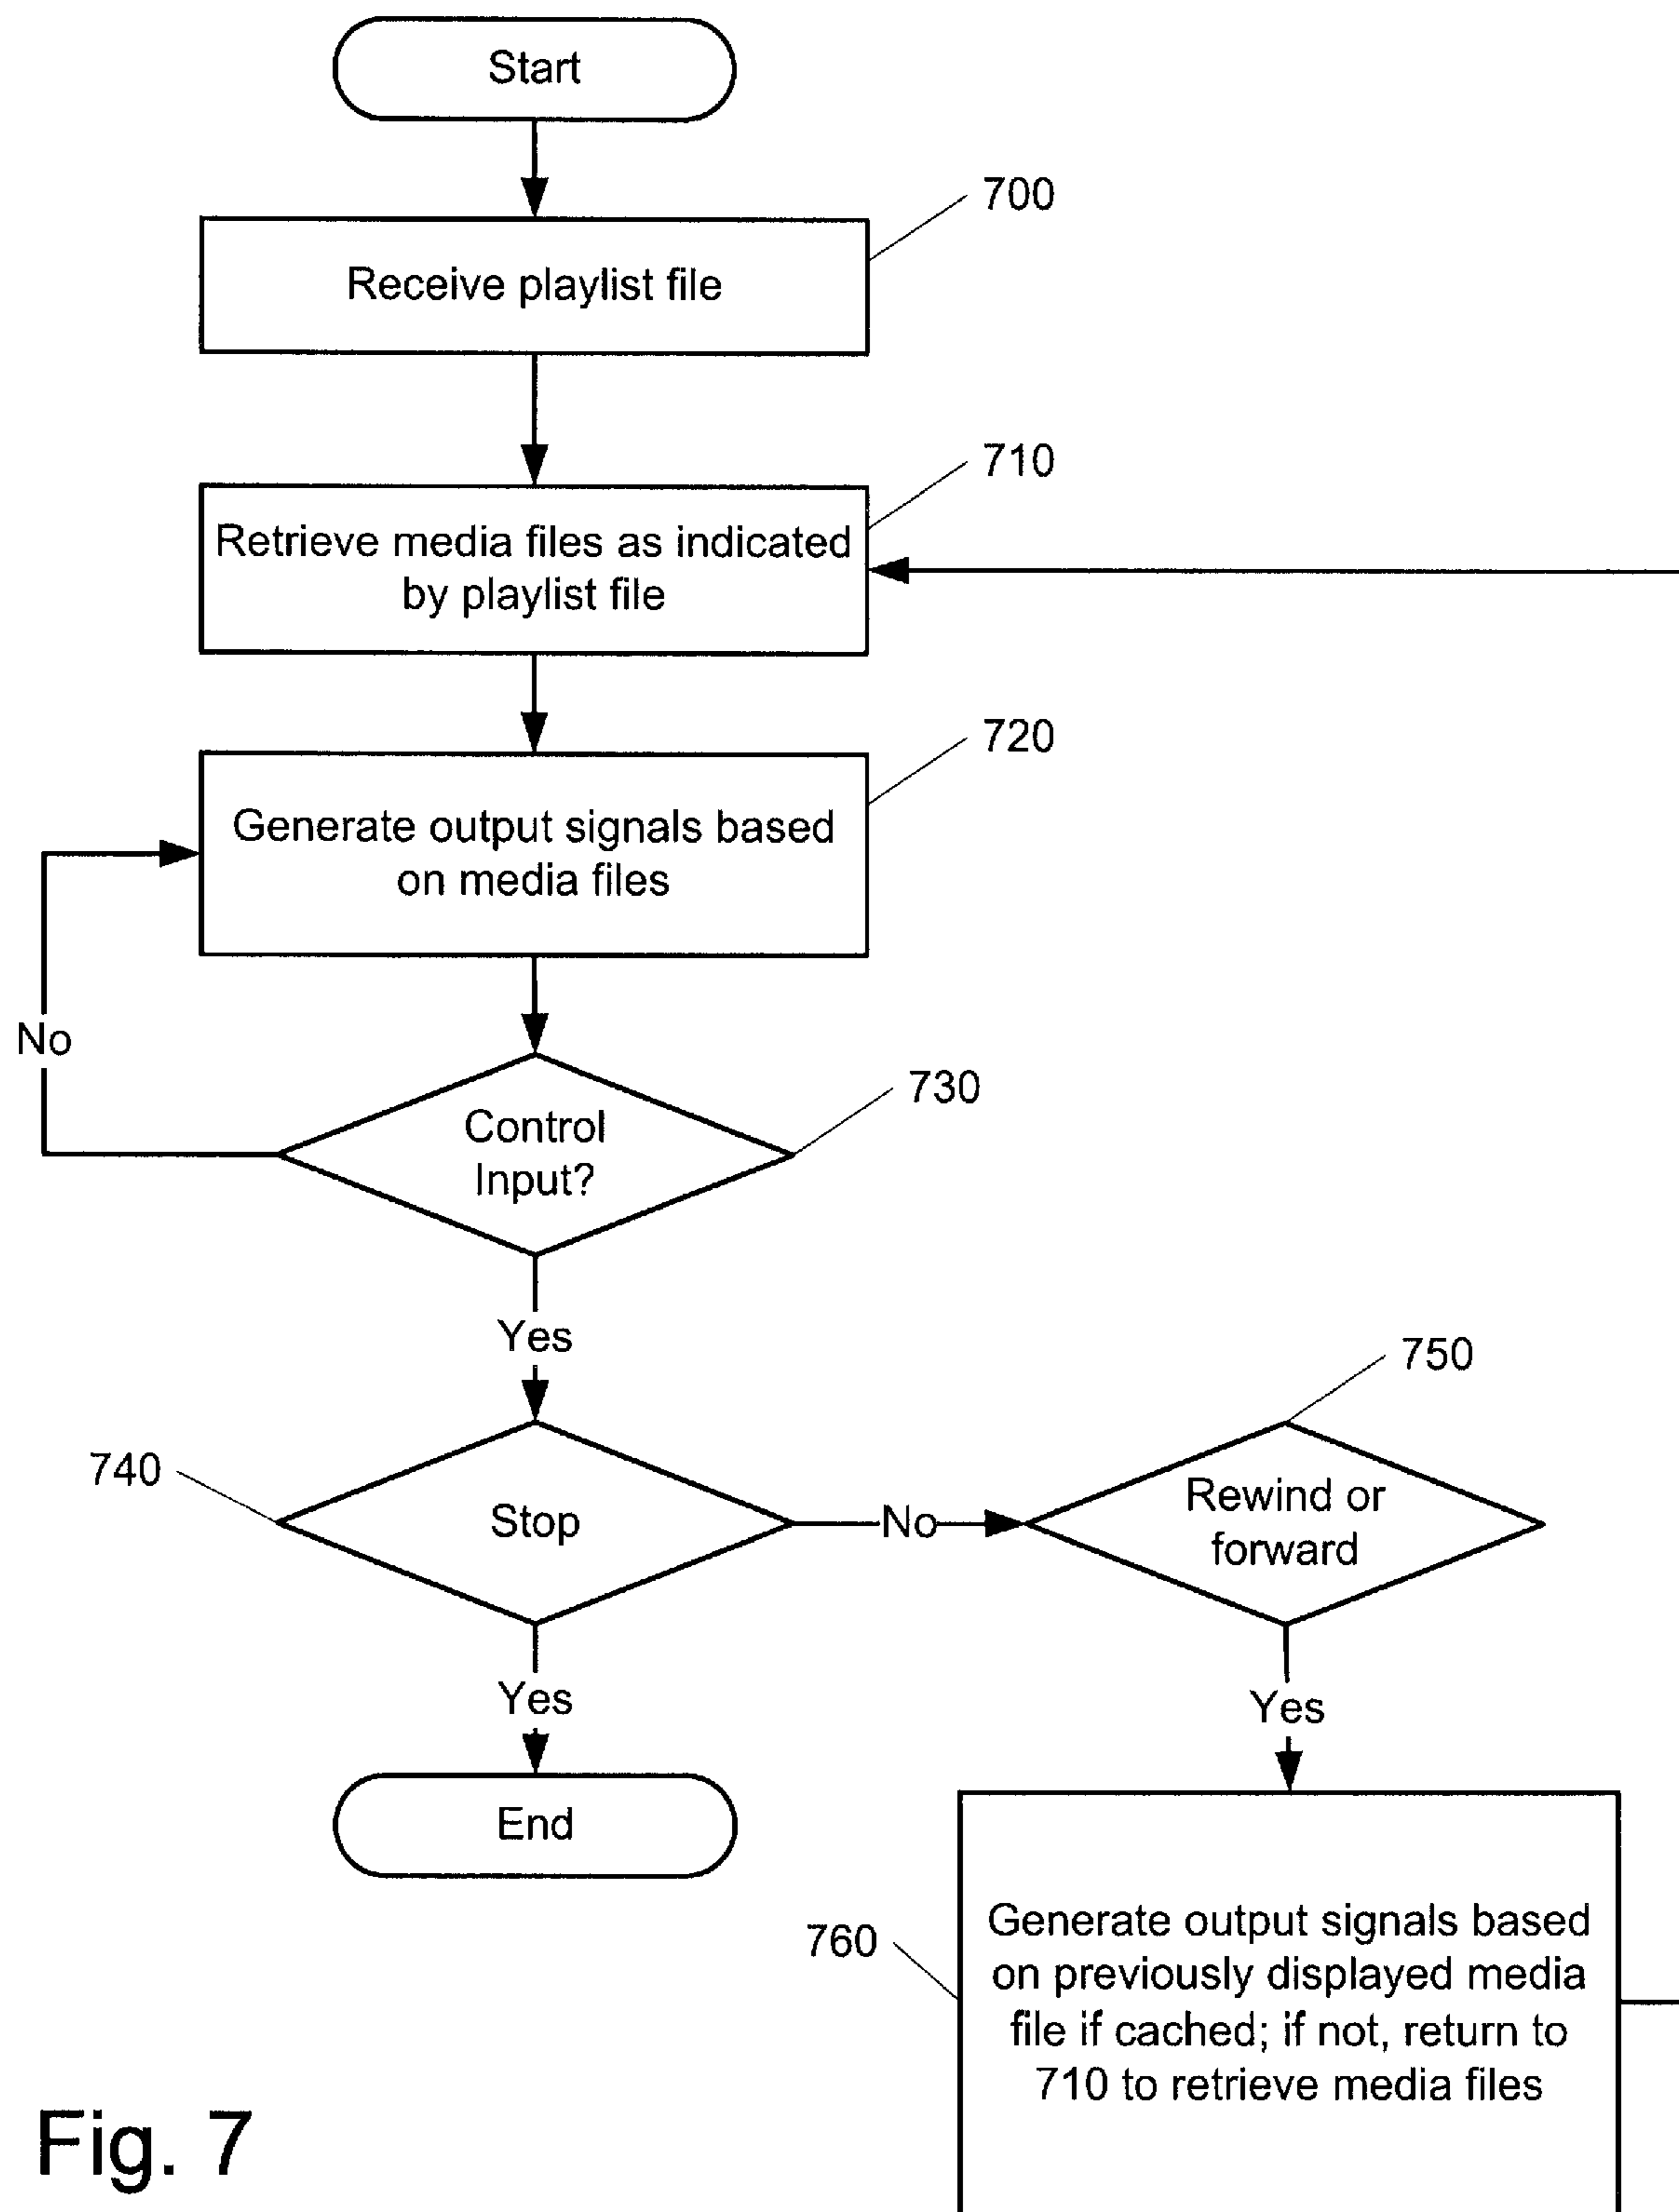 Start
700
Receive playlist file
710
Retrieve media files as indicated
by playlist file
720
Generate output signals based
on media files
No
730
Control
Input?
Yes
750
740
Stop
No
Rewind or
forward
Yes
Yes
End
760
Generate output signals based
on previously displayed media
file if cached; if not, return to
710 to retrieve media files
Fig. 7